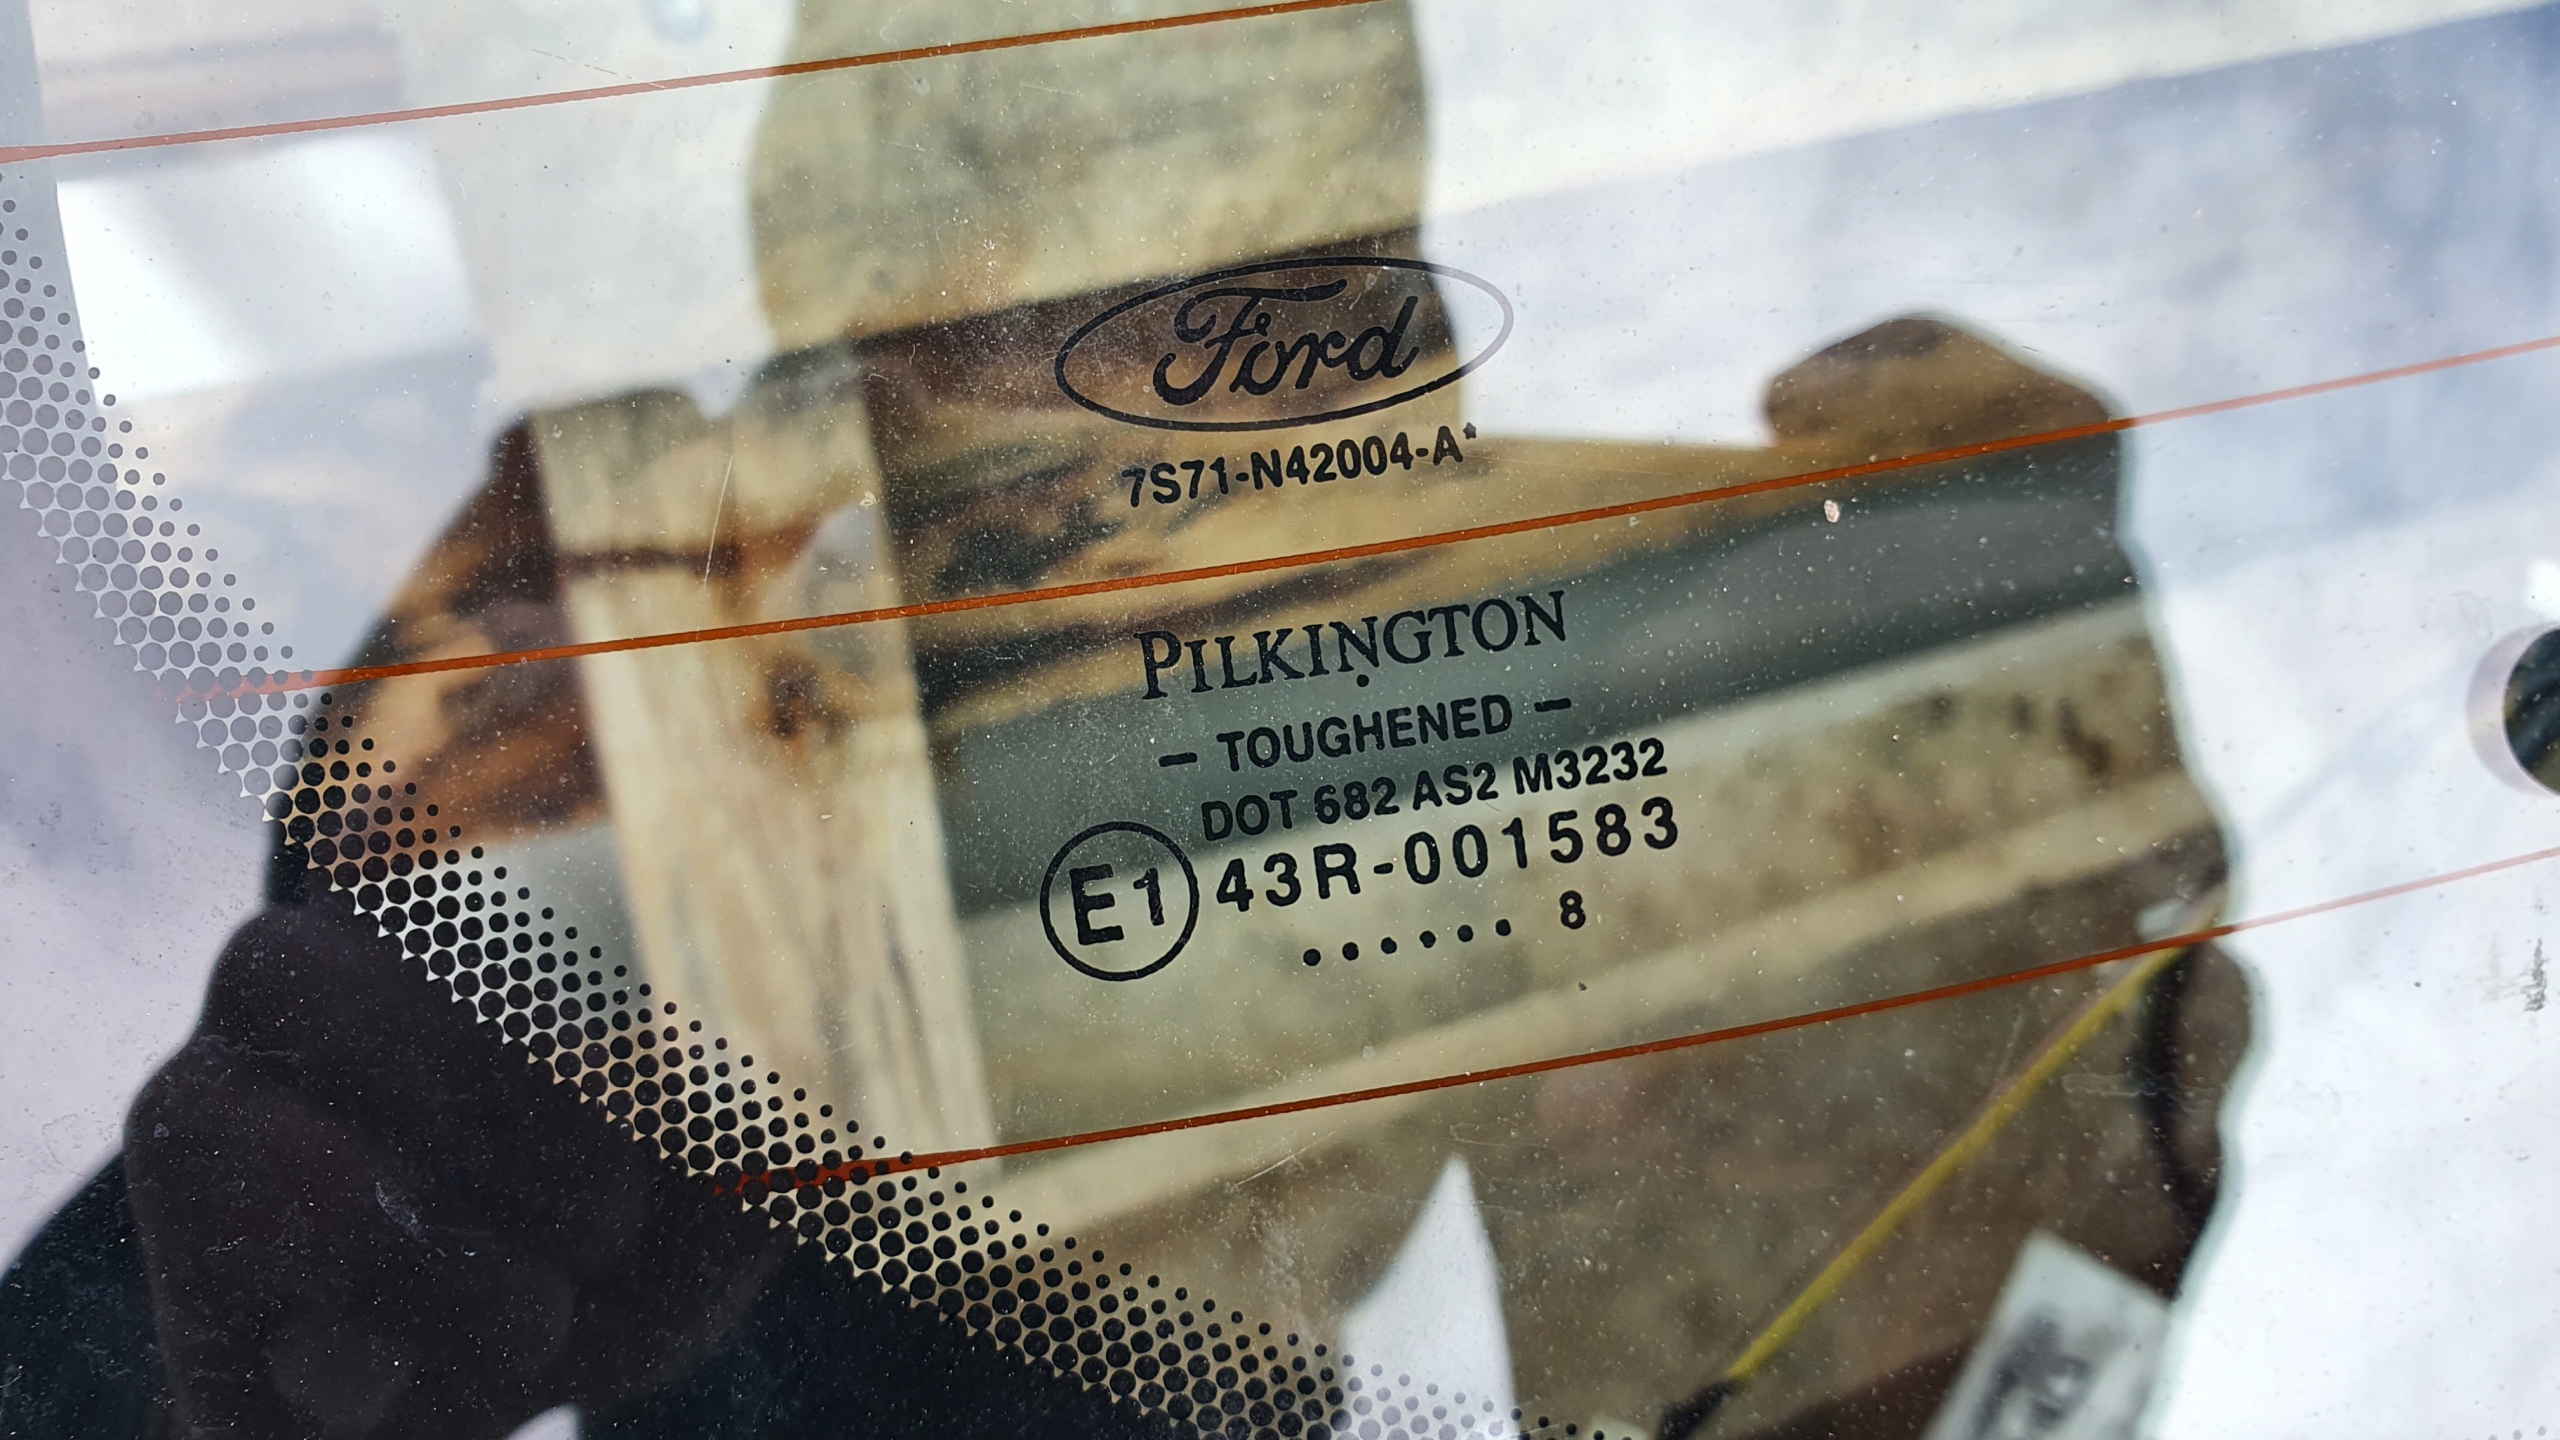 Ford
7S71-N42004-A*
PILKINGTON
- TOUGHENED -
DOT 682 AS2 M3232
E1 43R-001583
...... 8